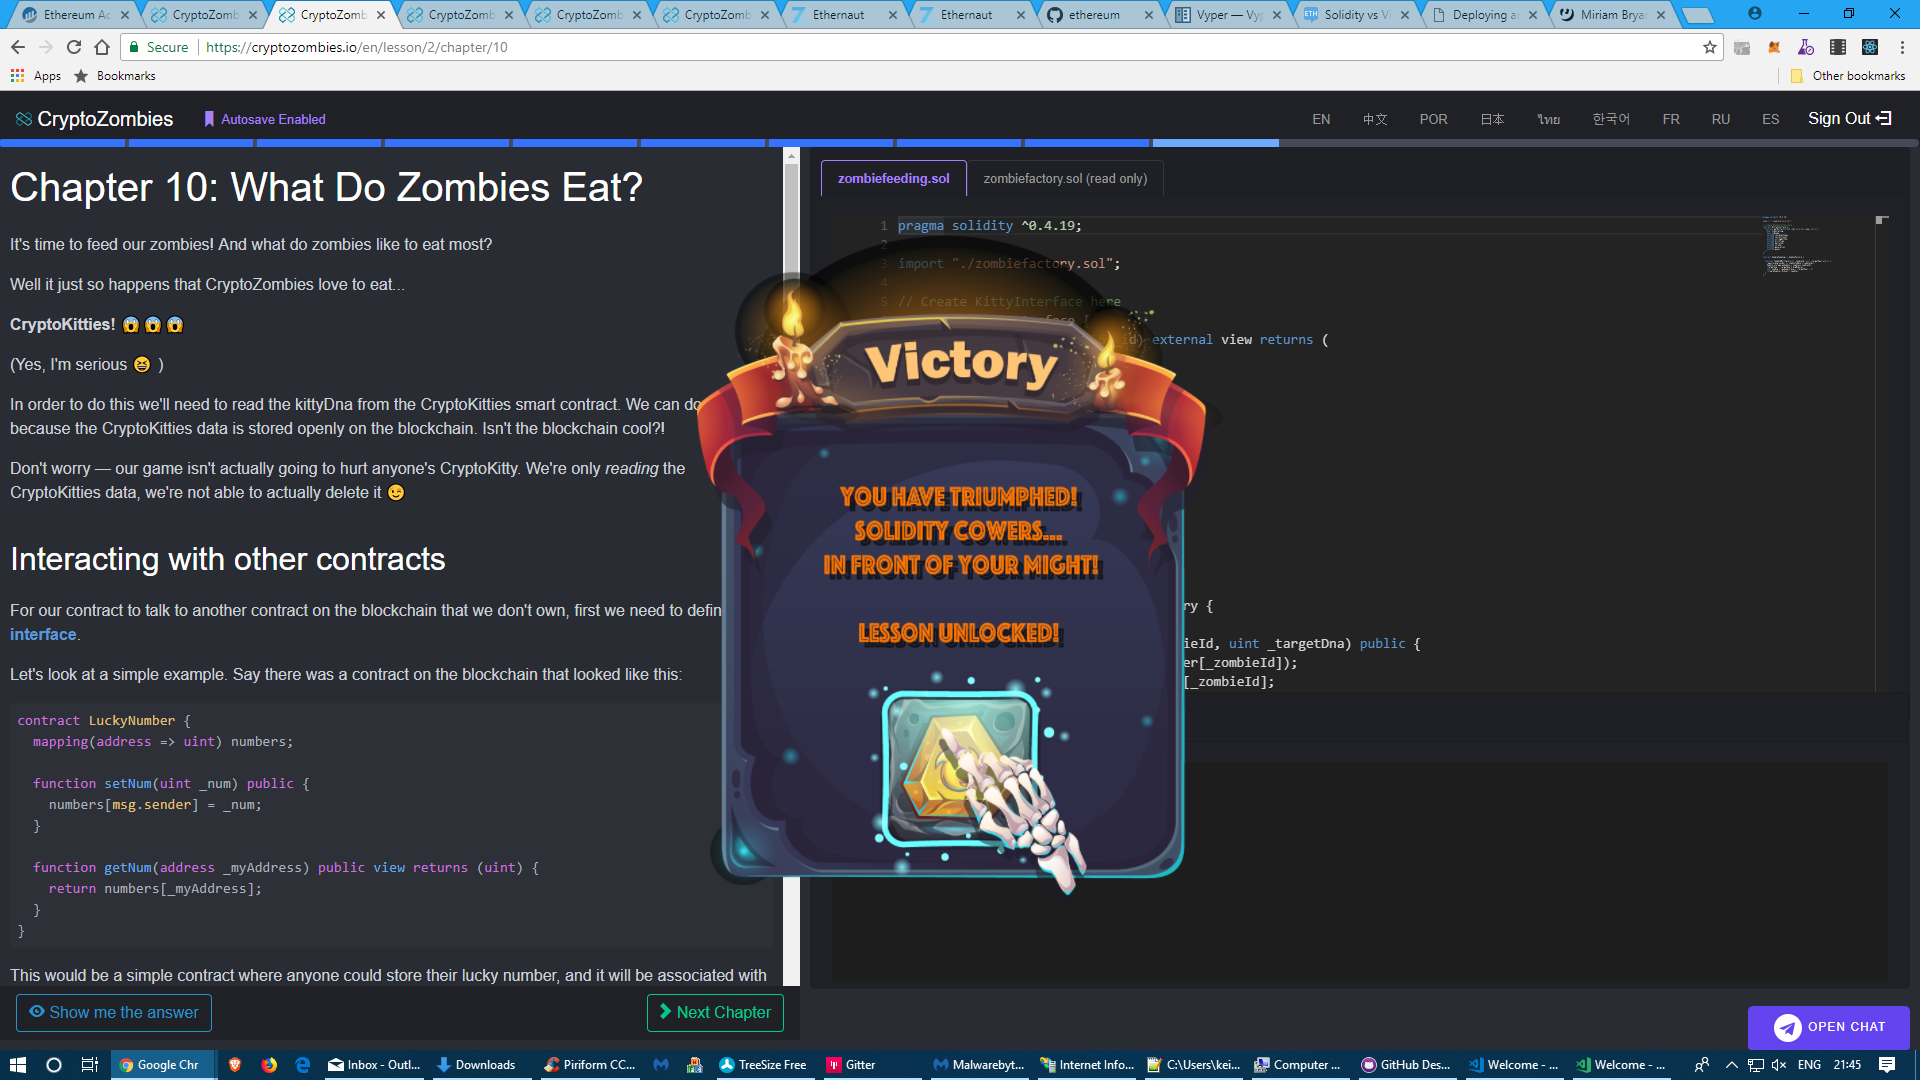 Ethereum Ac
CryptoZomb
CryptoZomb
CryptoZomb
CryptoZomb
CryptoZomb
Ethernaut
Ethernaut
ethereum
Vyper — Vyp
Solidity vs Vi
Deploying a
Miriam Brya
Secure
https://cryptozombies.io/en/lesson/2/chapter/10
Apps
Bookmarks
Other bookmarks
CryptoZombies
Autosave Enabled
EN
中文
POR
日本
ไทย
한국어
FR
RU
ES
Sign Out
Chapter 10: What Do Zombies Eat?
It's time to feed our zombies! And what do zombies like to eat most?
Well it just so happens that CryptoZombies love to eat...
CryptoKitties! 😱 😱 😱
(Yes, I'm serious 😆 )
In order to do this we'll need to read the kittyDna from the CryptoKitties smart contract. We can do
because the CryptoKitties data is stored openly on the blockchain. Isn't the blockchain cool?!
Don't worry — our game isn't actually going to hurt anyone's CryptoKitty. We're only reading the
CryptoKitties data, we're not able to actually delete it 😉
Interacting with other contracts
For our contract to talk to another contract on the blockchain that we don't own, first we need to defin
interface.
Let's look at a simple example. Say there was a contract on the blockchain that looked like this:
contract LuckyNumber {
mapping(address => uint) numbers;
function setNum(uint _num) public {
numbers[msg.sender] = _num;
}
function getNum(address _myAddress) public view returns (uint) {
return numbers[_myAddress];
}
}
This would be a simple contract where anyone could store their lucky number, and it will be associated with
Show me the answer
Next Chapter
zombiefeeding.sol
zombiefactory.sol (read only)
1 pragma solidity ^0.4.19;
2
3 import "./zombiefactory.sol";
4
5 // Create KittyInterface here
external view returns (
ry {
ieId, uint _targetDna) public {
er[_zombieId]);
[_zombieId];
Victory
YOU HAVE TRIUMPHED!
SOLIDITY COWERS...
IN FRONT OF YOUR MIGHT!
LESSON UNLOCKED!
OPEN CHAT
Google Chr
Inbox - Outl...
Downloads
Piriform CC...
TreeSize Free
Gitter
Malwarebyt...
Internet Info...
C:\Users\kei...
Computer ...
GitHub Des...
Welcome - ...
Welcome - ...
ENG
21:45